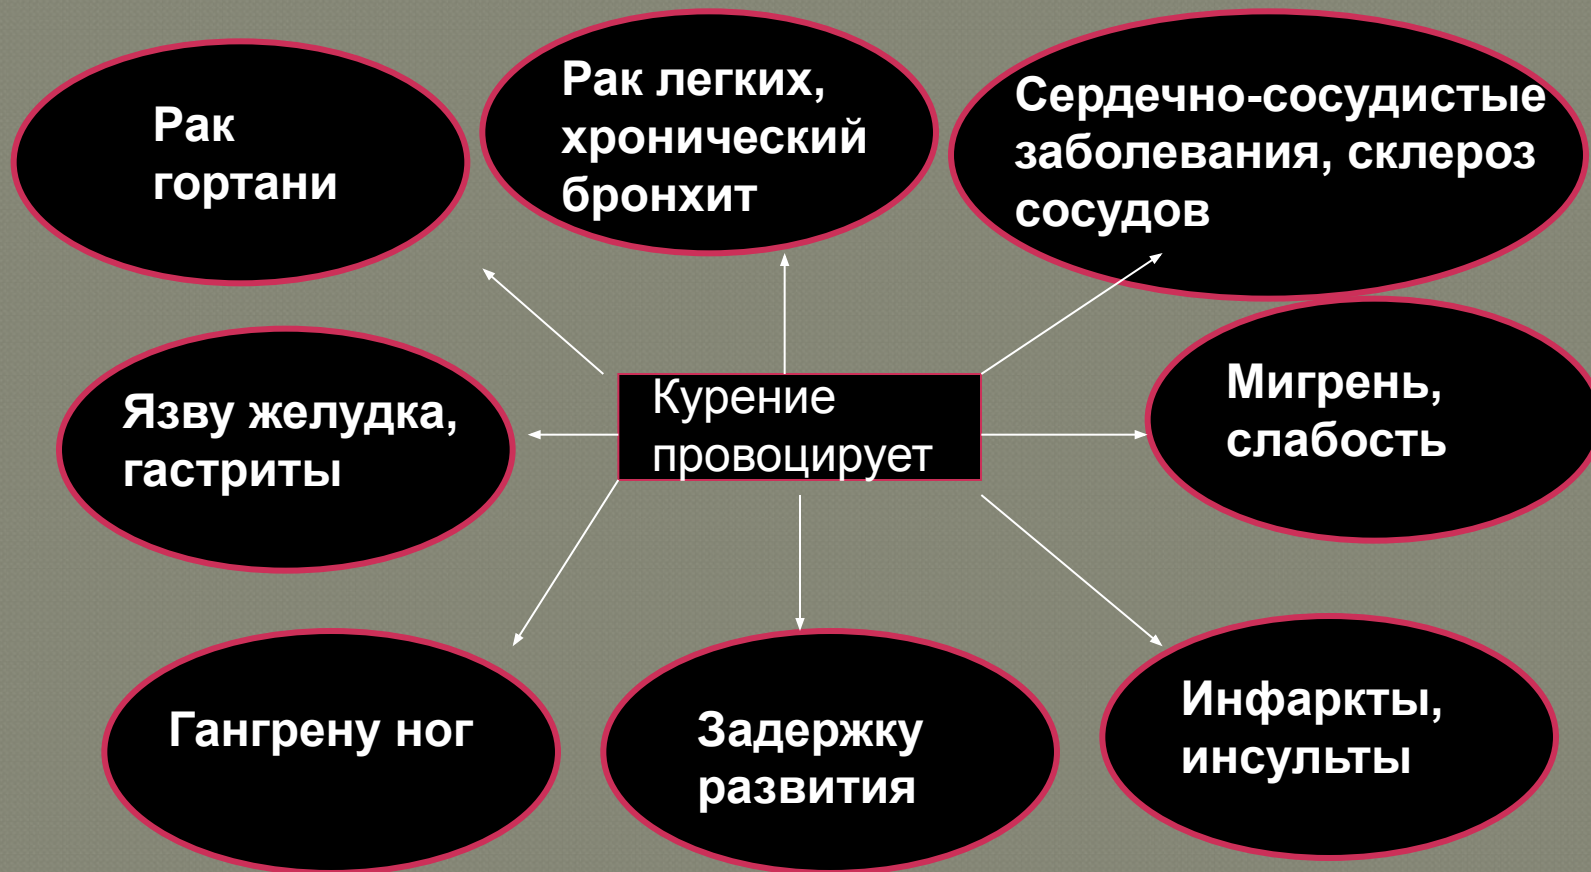 Рак
гортани
Рак легких,
хронический
бронхит
Сердечно-сосудистые
заболевания, склероз
сосудов
Язву желудка,
гастриты
Курение
провоцирует
Мигрень,
слабость
Гангрену ног
Задержку
развития
Инфаркты,
инсульты